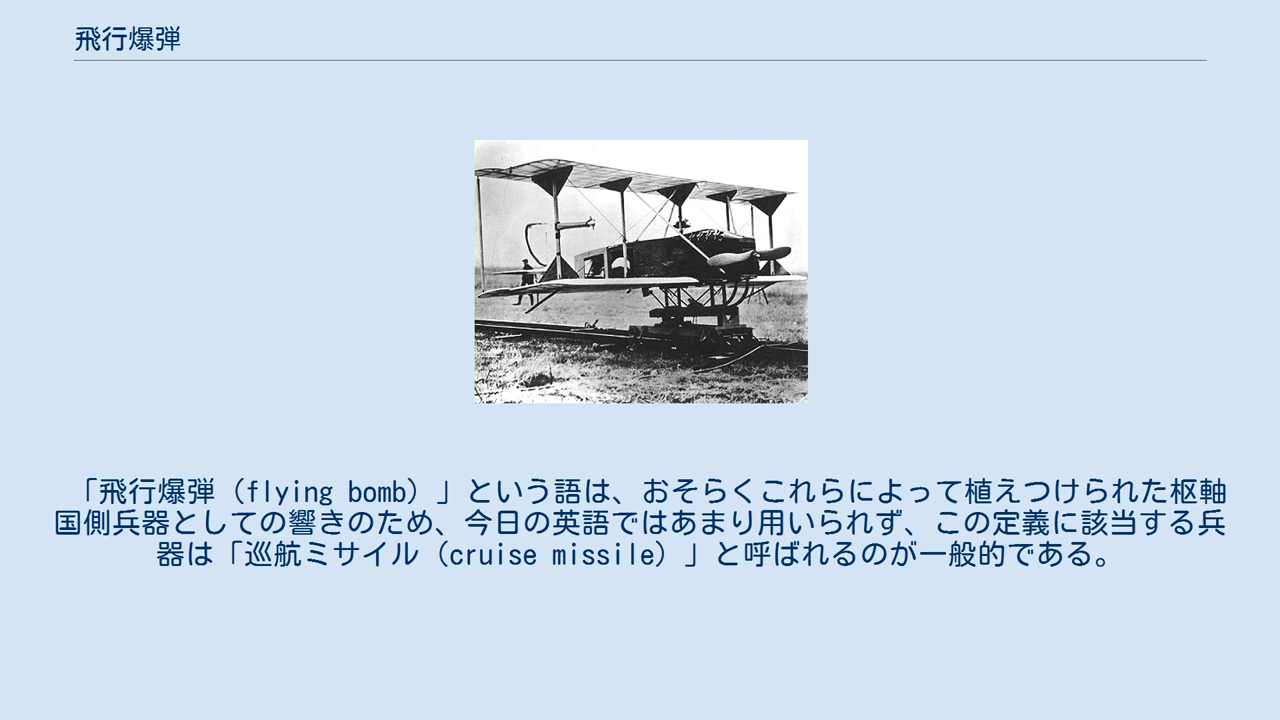 飛行爆弾
「飛行爆弾（flying bomb）」という語は、おそらくこれらによって植えつけられた枢軸
国側兵器としての響きのため、今日の英語ではあまり用いられず、この定義に該当する兵
器は「巡航ミサイル（cruise missile）」と呼ばれるのが一般的である。